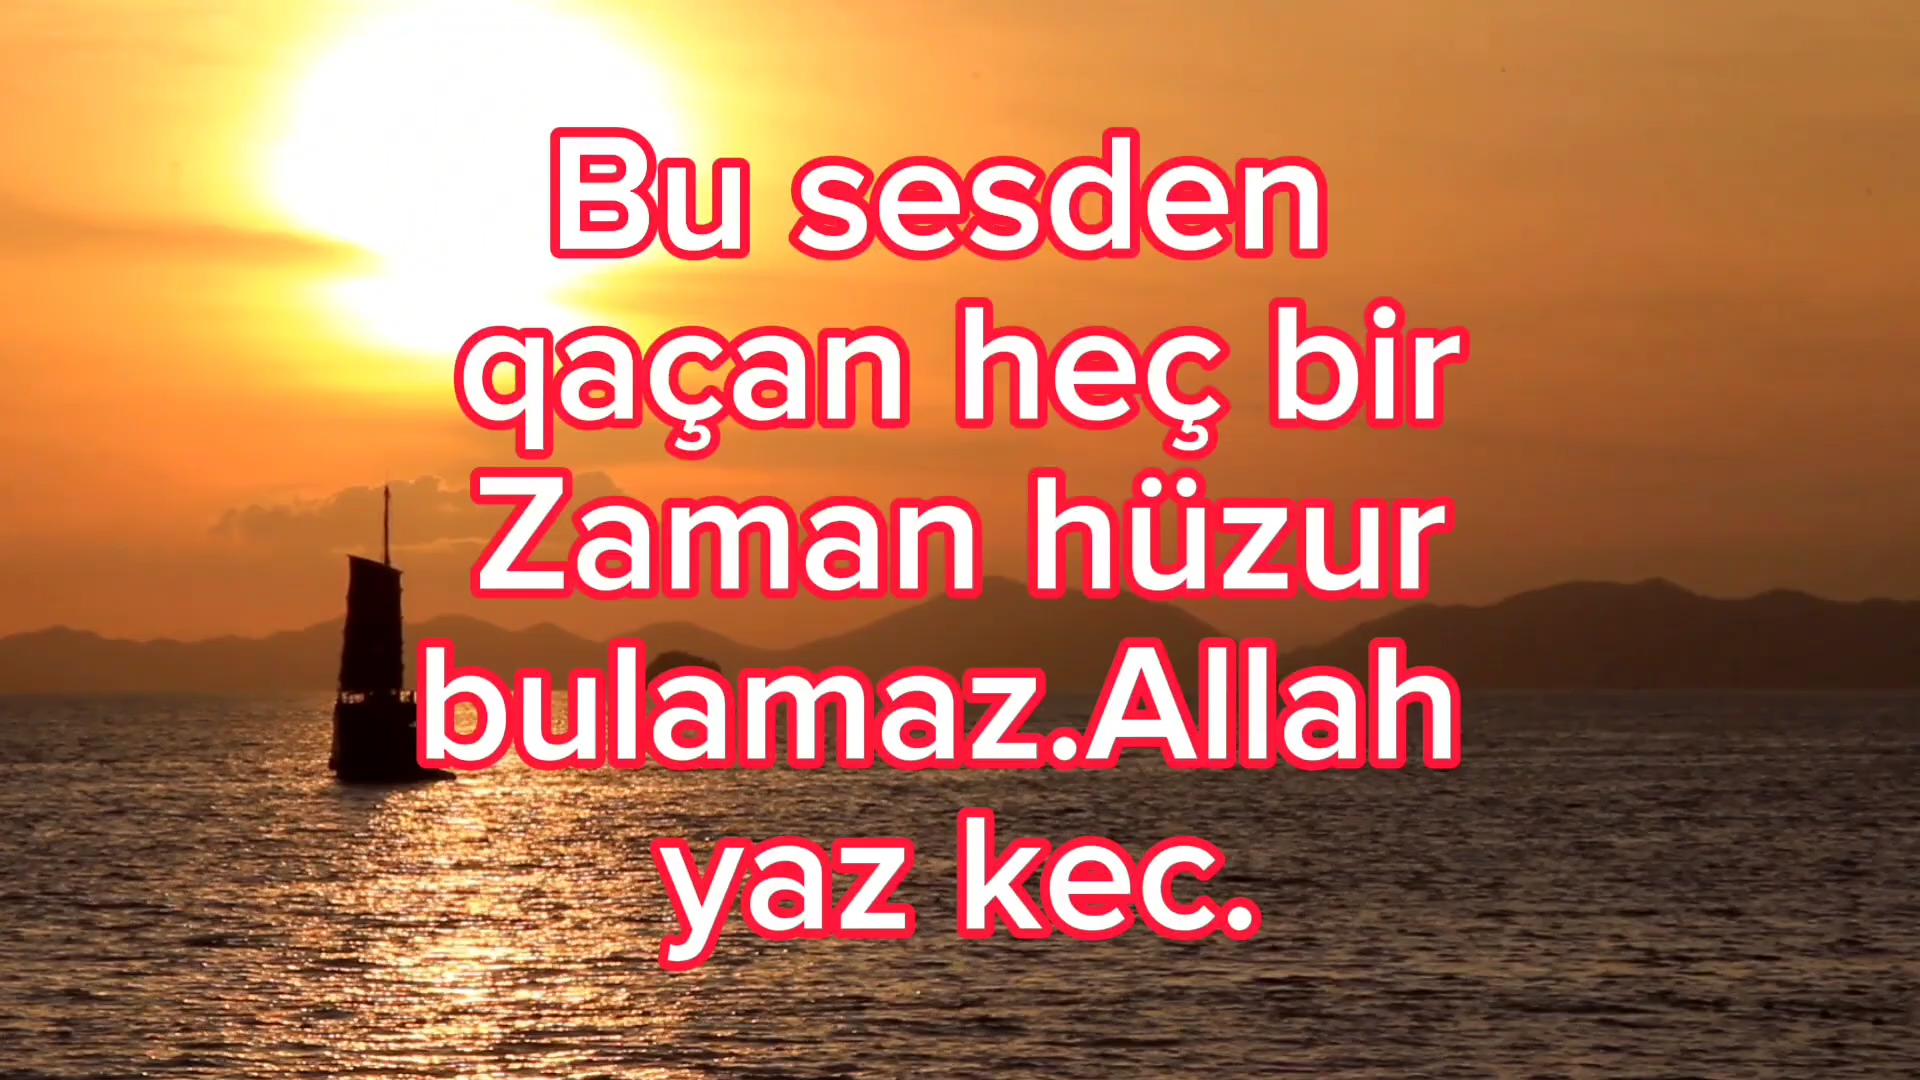 Bu sesden
qaçan heç bir
Zaman hüzur
bulamaz.Allah
yaz kec.